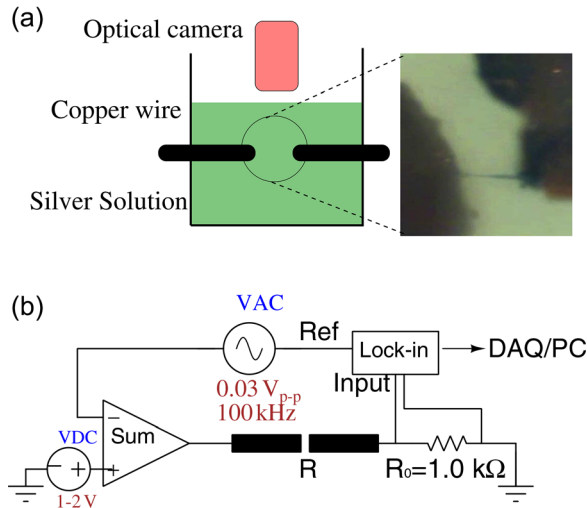 (a)
Optical camera
Copper wire
Silver Solution
(b)
VAC
Ref
Lock-in
DAQ/PC
Input
0.03 Vp-p
100 kHz
VDC
−
Sum
− +
+
1-2 V
R
R0=1.0 kΩ